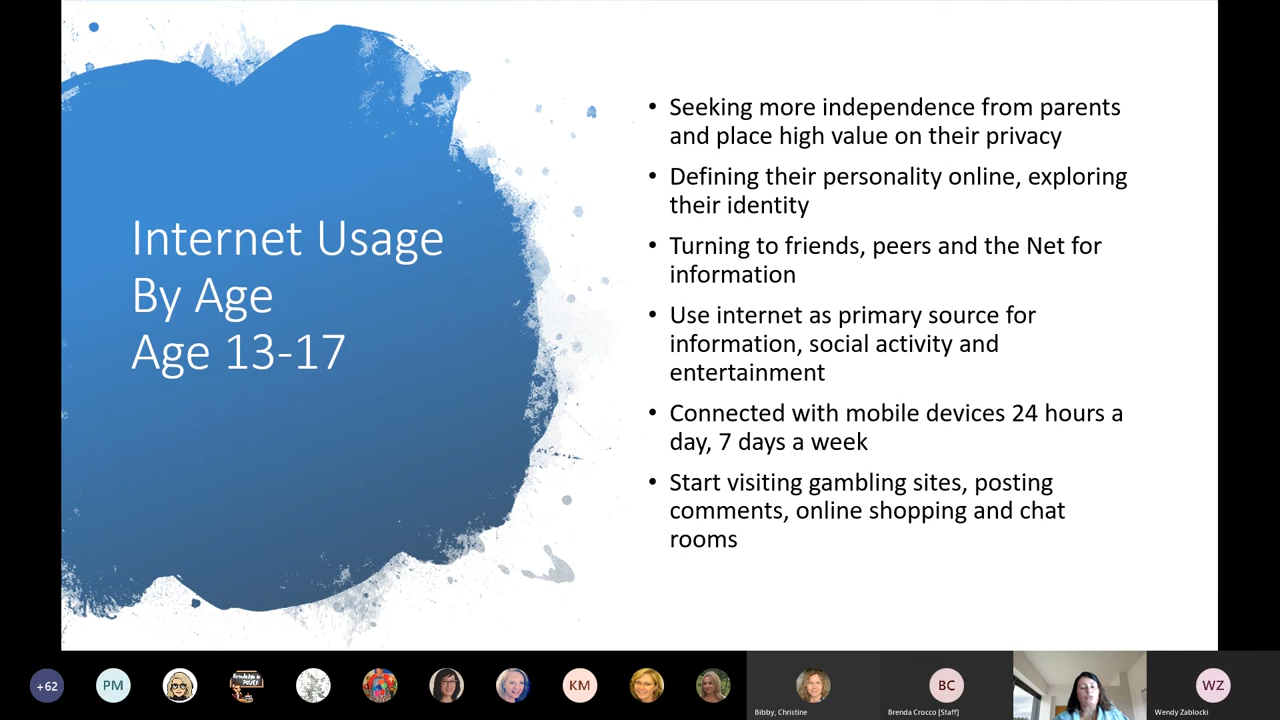 Internet Usage
By Age
Age 13-17
• Seeking more independence from parents
and place high value on their privacy
• Defining their personality online, exploring
their identity
• Turning to friends, peers and the Net for
information
• Use internet as primary source for
information, social activity and
entertainment
• Connected with mobile devices 24 hours a
day, 7 days a week
• Start visiting gambling sites, posting
comments, online shopping and chat
rooms
+62
PM
Knowledge is
POWER
KM
BC
WZ
Bibby, Christine
Brenda Crocco [Staff]
Wendy Zablocki